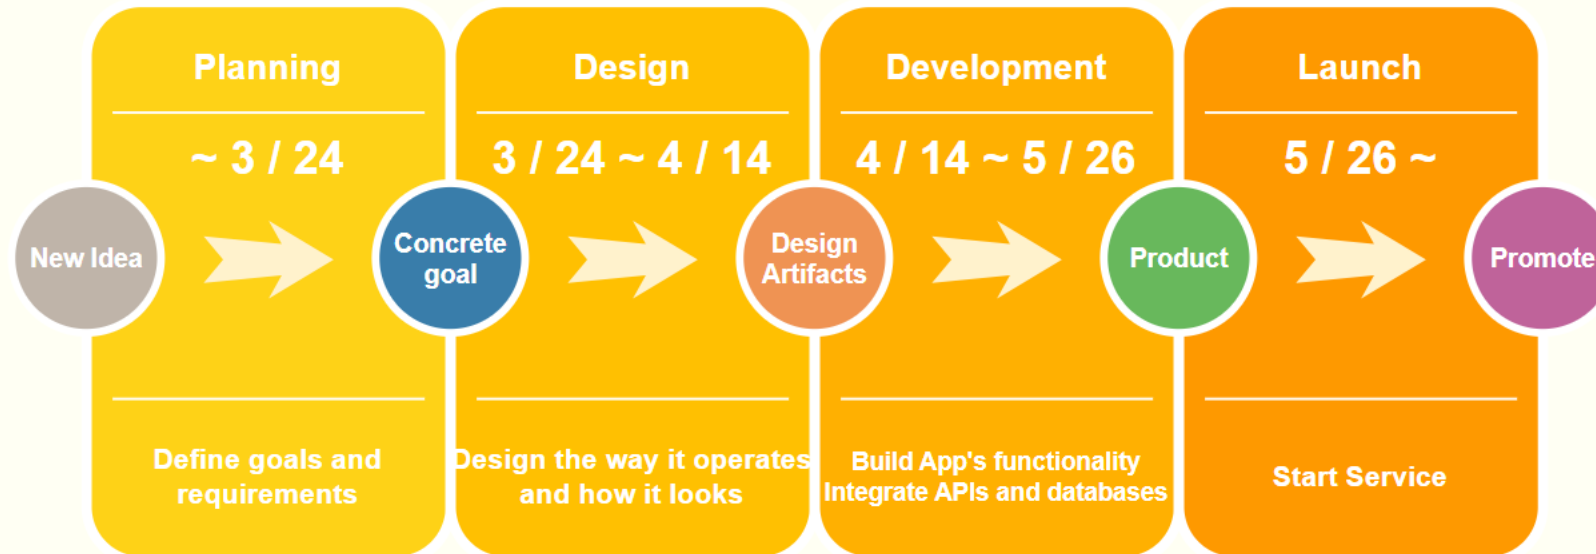 Planning
Design
Development
Launch
~ 3 / 24
3 / 24 ~ 4 / 14
4 / 14 ~ 5 / 26
5 / 26 ~
New Idea
Concrete
goal
Design
Artifacts
Product
Promote
Define goals and
requirements
Design the way it operates
and how it looks
Build App's functionality
Integrate APIs and databases
Start Service